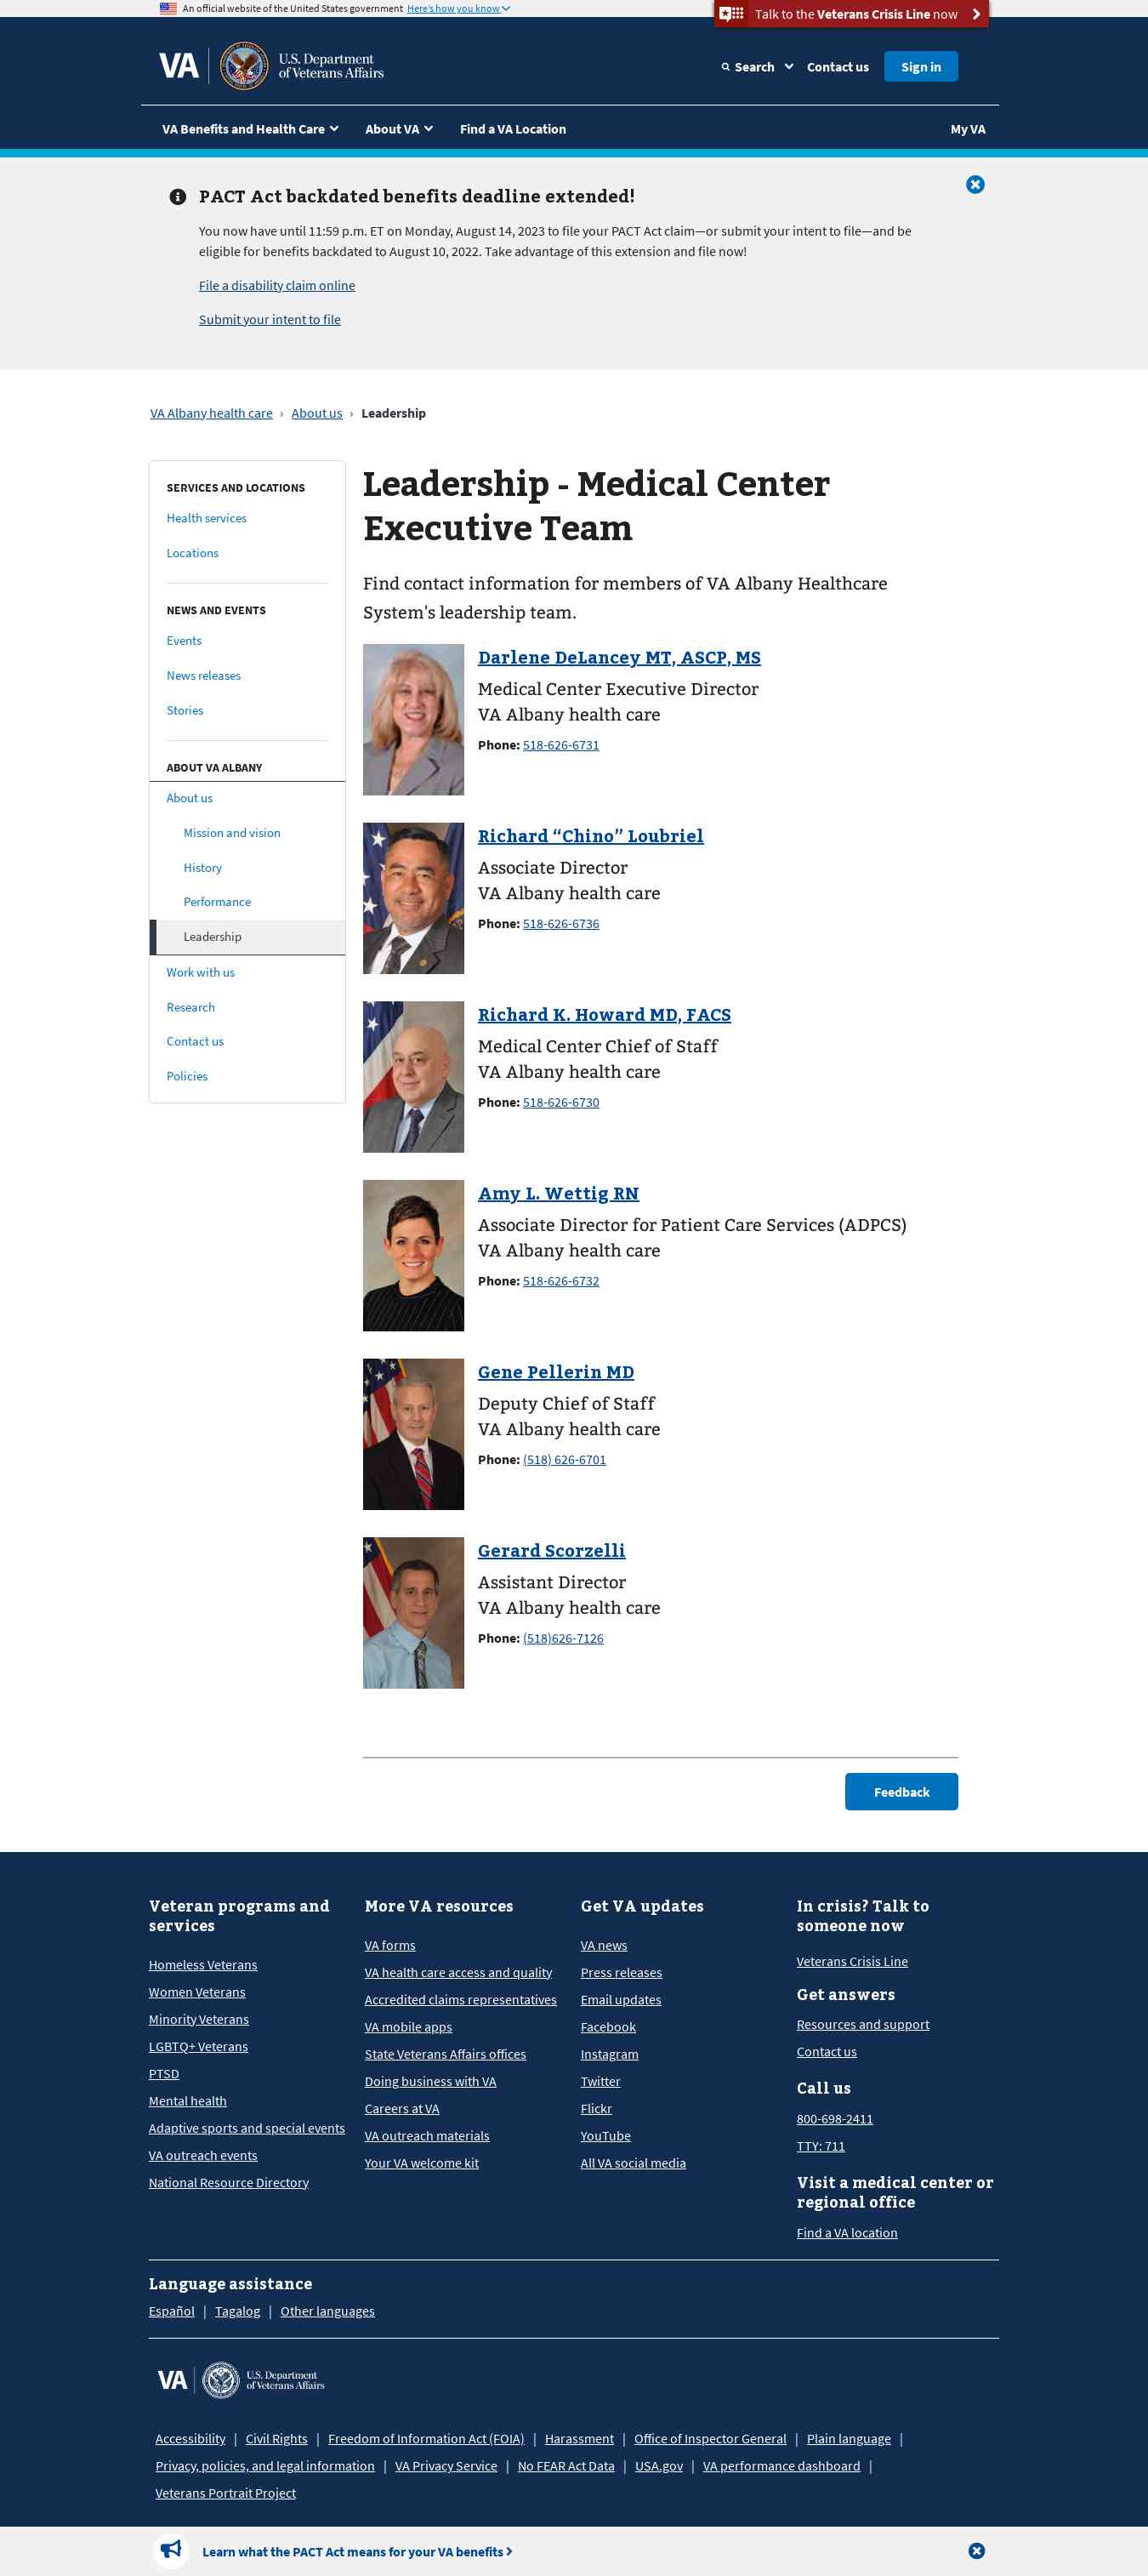 An official website of the United States government Here's how you know
Talk to the Veterans Crisis Line now
VA
U.S. Department
of Veterans Affairs
Search
Contact us
Sign in
VA Benefits and Health Care
About VA
Find a VA Location
My VA
PACT Act backdated benefits deadline extended!
You now have until 11:59 p.m. ET on Monday, August 14, 2023 to file your PACT Act claim—or submit your intent to file—and be
eligible for benefits backdated to August 10, 2022. Take advantage of this extension and file now!
File a disability claim online
Submit your intent to file
VA Albany health care › About us › Leadership
SERVICES AND LOCATIONS
Health services
Locations
NEWS AND EVENTS
Events
News releases
Stories
ABOUT VA ALBANY
About us
Mission and vision
History
Performance
Leadership
Work with us
Research
Contact us
Policies
Leadership - Medical Center
Executive Team
Find contact information for members of VA Albany Healthcare
System's leadership team.
Darlene DeLancey MT, ASCP, MS
Medical Center Executive Director
VA Albany health care
Phone: 518-626-6731
Richard “Chino” Loubriel
Associate Director
VA Albany health care
Phone: 518-626-6736
Richard K. Howard MD, FACS
Medical Center Chief of Staff
VA Albany health care
Phone: 518-626-6730
Amy L. Wettig RN
Associate Director for Patient Care Services (ADPCS)
VA Albany health care
Phone: 518-626-6732
Gene Pellerin MD
Deputy Chief of Staff
VA Albany health care
Phone: (518) 626-6701
Gerard Scorzelli
Assistant Director
VA Albany health care
Phone: (518)626-7126
Feedback
Veteran programs and
services
Homeless Veterans
Women Veterans
Minority Veterans
LGBTQ+ Veterans
PTSD
Mental health
Adaptive sports and special events
VA outreach events
National Resource Directory
More VA resources
VA forms
VA health care access and quality
Accredited claims representatives
VA mobile apps
State Veterans Affairs offices
Doing business with VA
Careers at VA
VA outreach materials
Your VA welcome kit
Get VA updates
VA news
Press releases
Email updates
Facebook
Instagram
Twitter
Flickr
YouTube
All VA social media
In crisis? Talk to
someone now
Veterans Crisis Line
Get answers
Resources and support
Contact us
Call us
800-698-2411
TTY: 711
Visit a medical center or
regional office
Find a VA location
Language assistance
Español | Tagalog | Other languages
VA
U.S. Department
of Veterans Affairs
Accessibility | Civil Rights | Freedom of Information Act (FOIA) | Harassment | Office of Inspector General | Plain language |
Privacy, policies, and legal information | VA Privacy Service | No FEAR Act Data | USA.gov | VA performance dashboard |
Veterans Portrait Project
Learn what the PACT Act means for your VA benefits